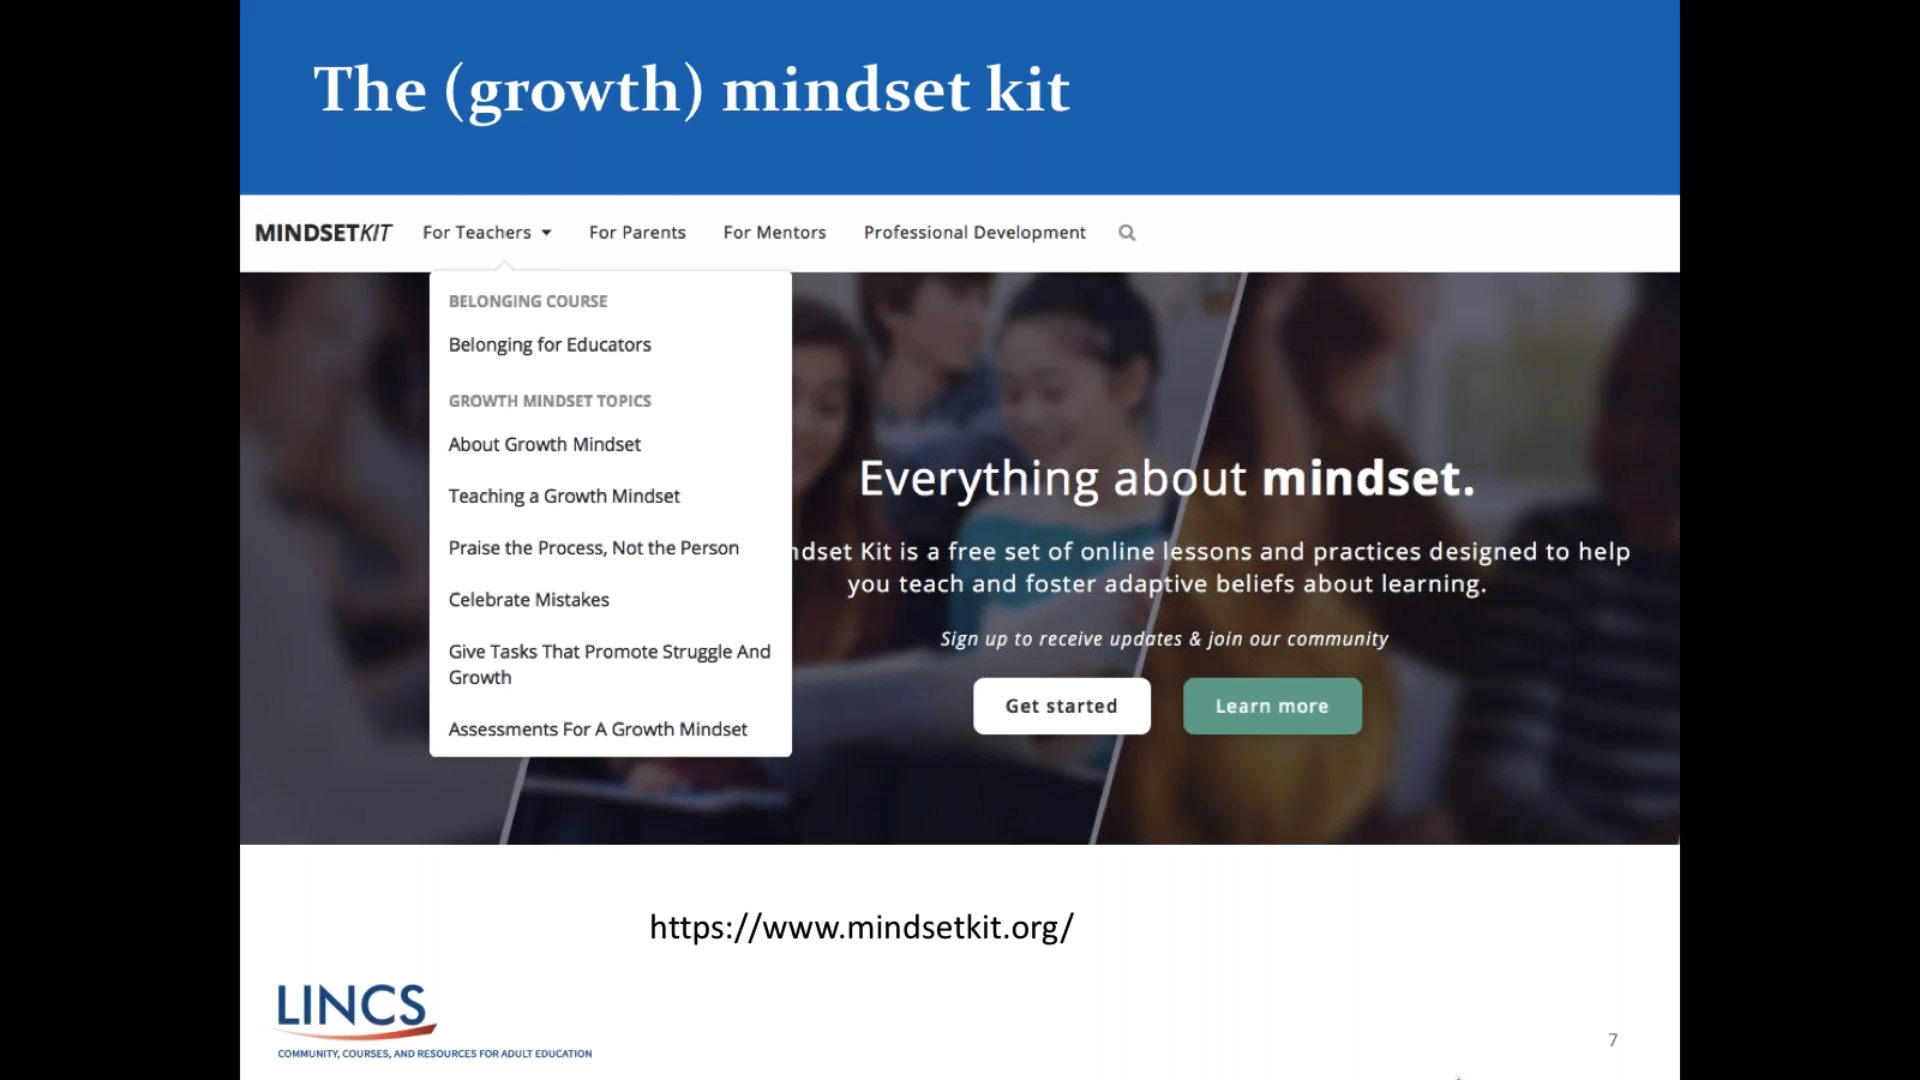 The (growth) mindset kit
MINDSETKIT For Teachers For Parents For Mentors Professional Development
BELONGING COURSE
Belonging for Educators
GROWTH MINDSET TOPICS
About Growth Mindset
Teaching a Growth Mindset
Praise the Process, Not the Person
Celebrate Mistakes
Give Tasks That Promote Struggle And
Growth
Assessments For A Growth Mindset
Everything about mindset.
ndset Kit is a free set of online lessons and practices designed to help
you teach and foster adaptive beliefs about learning.
Sign up to receive updates & join our community
Get started Learn more
https://www.mindsetkit.org/
LINCS
COMMUNITY, COURSES, AND RESOURCES FOR ADULT EDUCATION
7